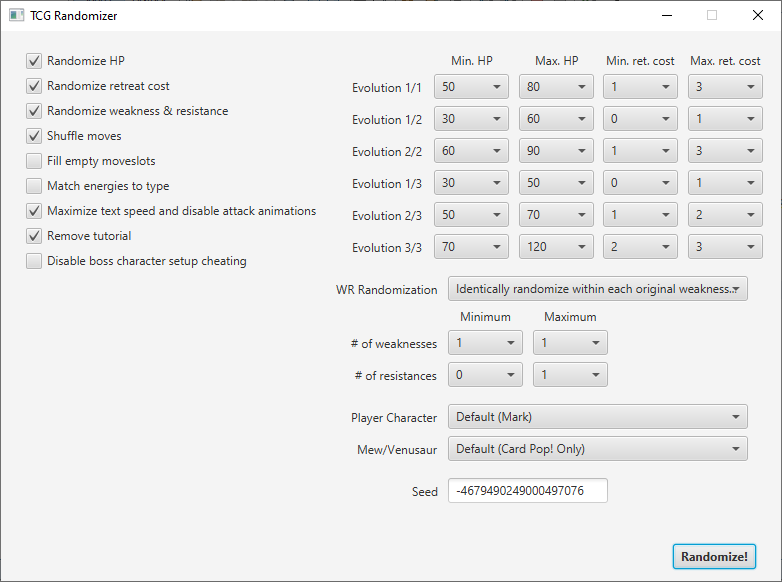 TCG Randomizer
Randomize HP
Randomize retreat cost
Randomize weakness & resistance
Shuffle moves
Fill empty moveslots
Match energies to type
Maximize text speed and disable attack animations
Remove tutorial
Disable boss character setup cheating
Min. HP Max. HP Min. ret. cost Max. ret. cost
Evolution 1/1 50 80 1 3
Evolution 1/2 30 60 0 1
Evolution 2/2 60 90 1 3
Evolution 1/3 30 50 0 1
Evolution 2/3 50 70 1 2
Evolution 3/3 70 120 2 3
WR Randomization Identically randomize within each original weakness...
Minimum Maximum
# of weaknesses 1 1
# of resistances 0 1
Player Character Default (Mark)
Mew/Venusaur Default (Card Pop! Only)
Seed -4679490249000497076
Randomize!